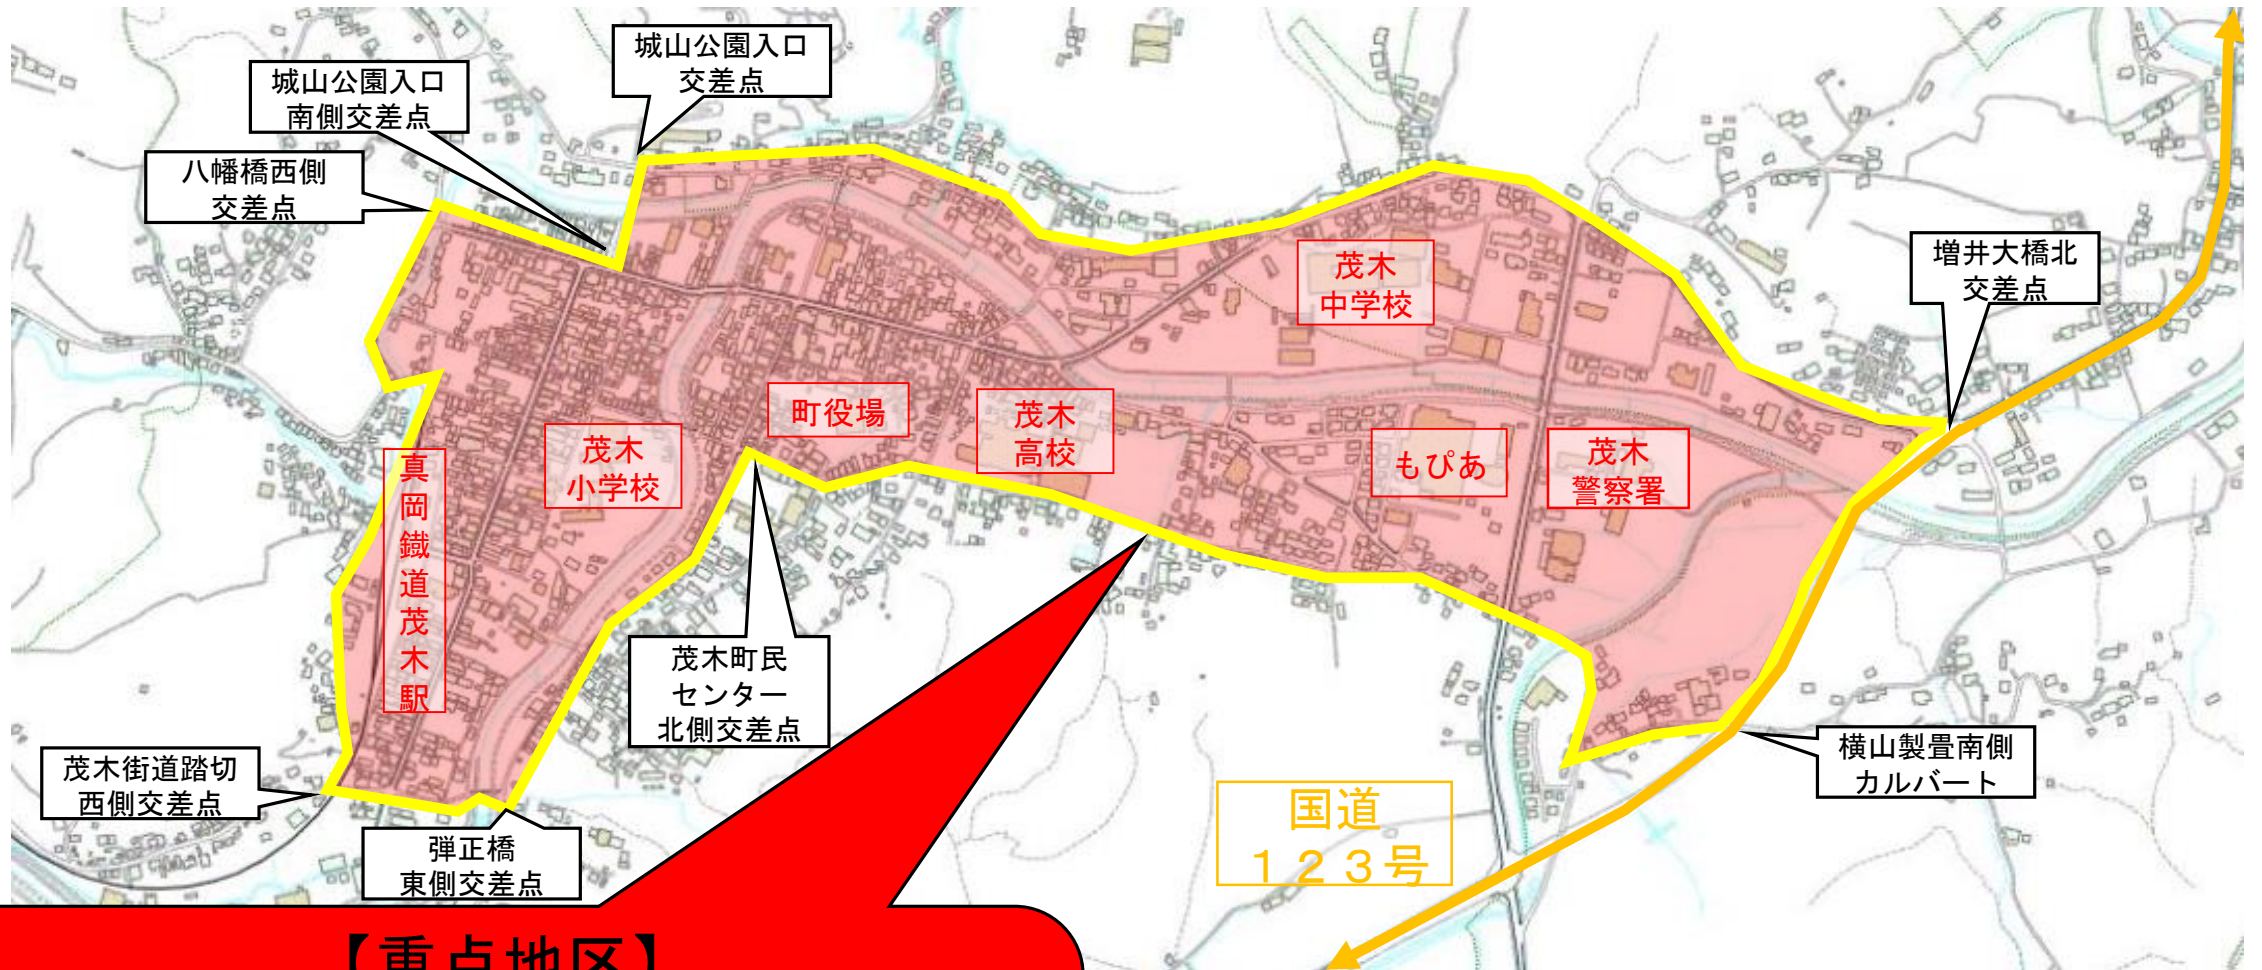 城山公園入口
交差点
城山公園入口
南側交差点
八幡橋西側
交差点
増井大橋北
交差点
茂木
中学校
町役場
茂木
高校
茂木
小学校
もぴあ
茂木
警察署
真岡鐵道茂木駅
茂木町民
センター
北側交差点
茂木街道踏切
西側交差点
弾正橋
東側交差点
横山製畳南側
カルバート
国道
１２３号
【重点地区】